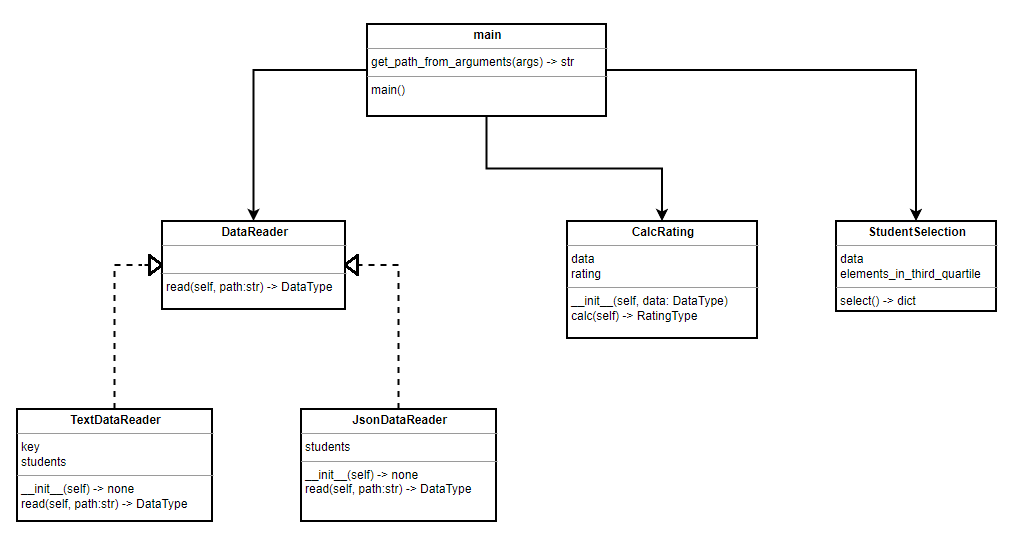 main
get_path_from_arguments(args) -> str
main()
DataReader
read(self, path:str) -> DataType
CalcRating
data
rating
__init__(self, data: DataType)
calc(self) -> RatingType
StudentSelection
data
elements_in_third_quartile
select() -> dict
TextDataReader
key
students
__init__(self) -> none
read(self, path:str) -> DataType
JsonDataReader
students
__init__(self) -> none
read(self, path:str) -> DataType